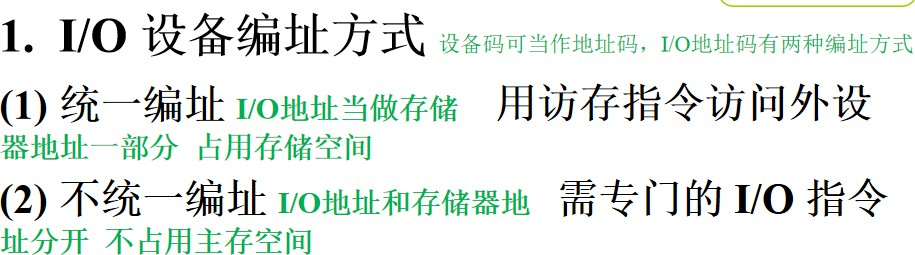 1. I/O 设备编址方式 设备码可当作地址码，I/O地址码有两种编址方式
(1) 统一编址 I/O地址当做存储 用访存指令访问外设
器地址一部分 占用存储空间
(2) 不统一编址 I/O地址和存储器地 需专门的 I/O 指令
址分开 不占用主存空间